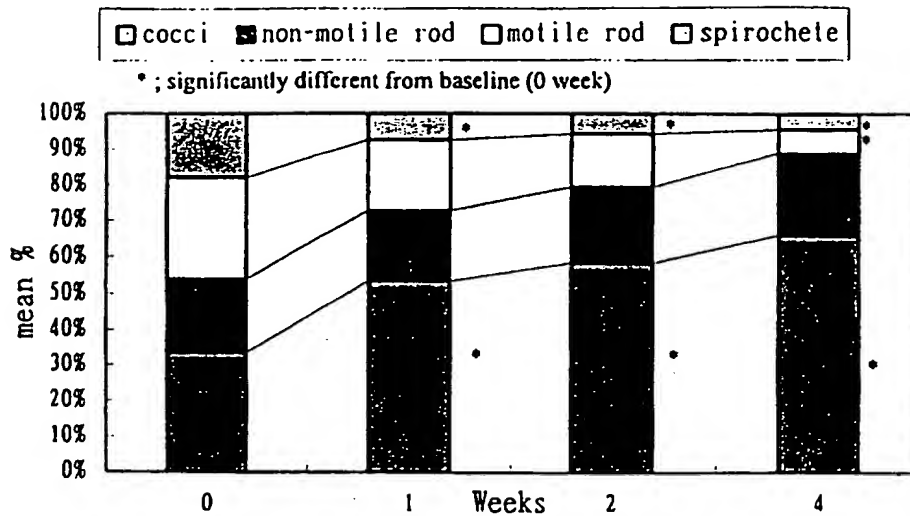 cocci non-motile rod motile rod spirochete
* ; significantly different from baseline (0 week)
100%
90%
80%
70%
60%
50%
40%
30%
20%
10%
0%
mean %
* * *
*
* * *
0 1 Weeks 2 4